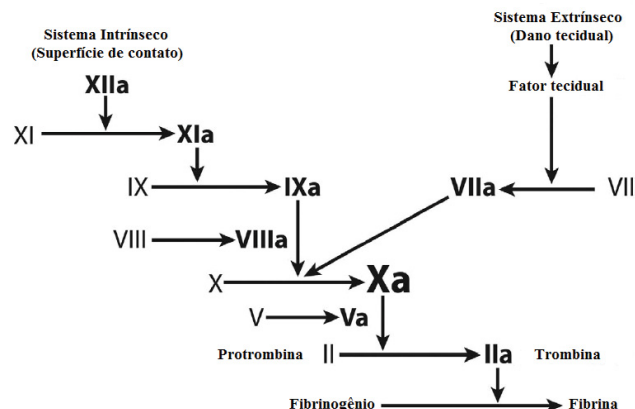 Sistema Intrínseco
(Superfície de contato)
Sistema Extrínseco
(Dano tecidual)
XIIa
Fator tecidual
XI XIa
IX IXa
VIIa VII
VIII VIIIa
X Xa
V Va
Protrombina II IIa Trombina
Fibrinogênio Fibrina